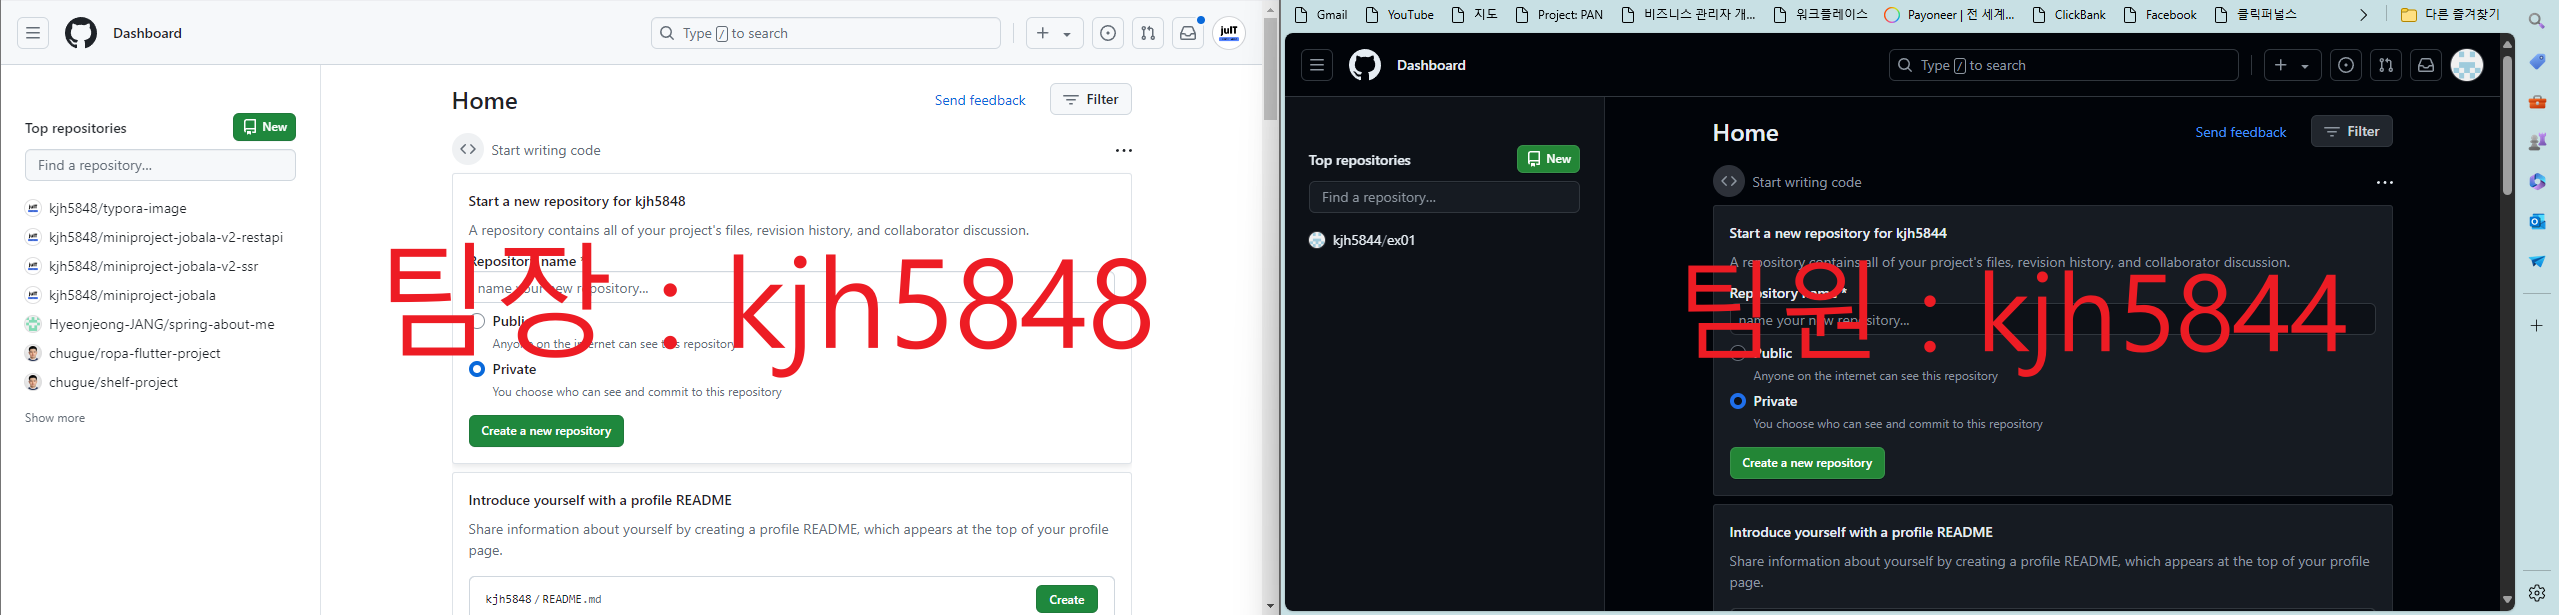 Dashboard
Type / to search
juIT
Home
Send feedback
Filter
Top repositories
New
Find a repository...
Start writing code
kjh5848/typora-image
kjh5848/miniproject-jobala-v2-restapi
kjh5848/miniproject-jobala-v2-ssr
kjh5848/miniproject-jobala
Hyeonjeong-JANG/spring-about-me
chugue/ropa-flutter-project
chugue/shelf-project
Show more
Start a new repository for kjh5848
A repository contains all of your project's files, revision history, and collaborator discussion.
Repository name *
name your new repository...
Public
Anyone on the internet can see this repository
Private
You choose who can see and commit to this repository
Create a new repository
팀장 : kjh5848
Introduce yourself with a profile README
Share information about yourself by creating a profile README, which appears at the top of your profile
page.
kjh5848 / README.md
Create
Gmail
YouTube
지도
Project: PAN
비즈니스 관리자 개...
워크플레이스
Payoneer | 전 세계...
ClickBank
Facebook
클릭퍼널스
다른 즐겨찾기
Dashboard
Type / to search
Home
Send feedback
Filter
Top repositories
New
Find a repository...
kjh5844/ex01
Start writing code
Start a new repository for kjh5844
A repository contains all of your project's files, revision history, and collaborator discussion.
Repository name *
name your new repository...
Public
Anyone on the internet can see this repository
Private
You choose who can see and commit to this repository
Create a new repository
팀원 : kjh5844
Introduce yourself with a profile README
Share information about yourself by creating a profile README, which appears at the top of your profile
page.